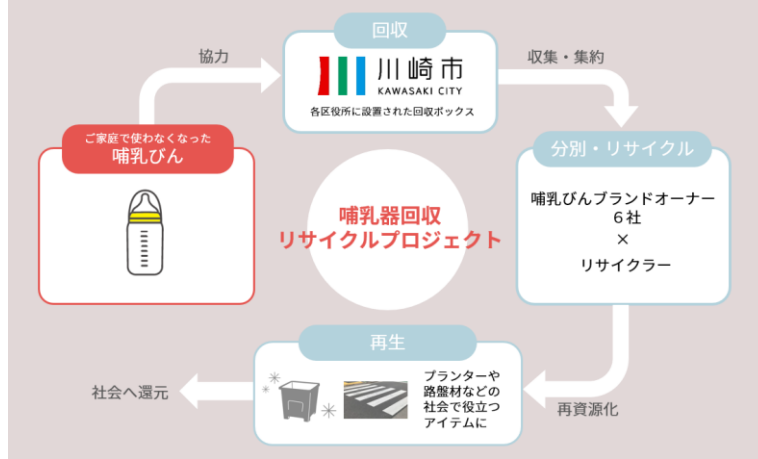 協力
回収
川崎市
KAWASAKI CITY
各区役所に設置された回収ボックス
収集・集約
ご家庭で使わなくなった
哺乳びん
分別・リサイクル
哺乳びんブランドオーナー
６社
×
リサイクラー
哺乳器回収
リサイクルプロジェクト
再生
プランターや
路盤材などの
社会で役立つ
アイテムに
再資源化
社会へ還元